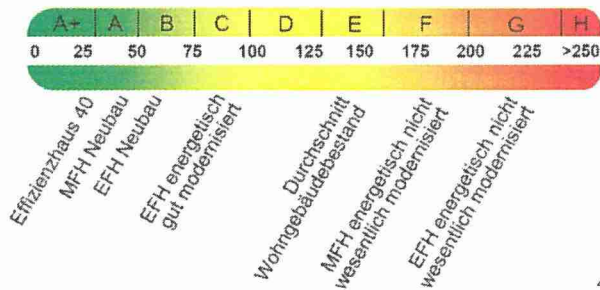 A+ A B C D E F G H
0 25 50 75 100 125 150 175 200 225 >250
Effizienzhaus 40
MFH Neubau
EFH Neubau
EFH energetisch
gut modernisiert
Durchschnitt
Wohngebäudebestand
MFH energetisch nicht
wesentlich modernisiert
EFH energetisch nicht
wesentlich modernisiert